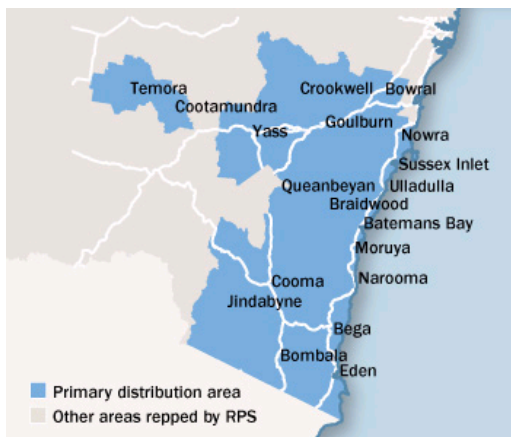 Temora
Crookwell
Bowral
Cootamundra
Goulburn
Yass
Nowra
Sussex Inlet
Queanbeyan
Ulladulla
Braidwood
Batemans Bay
Moruya
Cooma
Narooma
Jindabyne
Bega
Bombala
Eden
Primary distribution area
Other areas repped by RPS